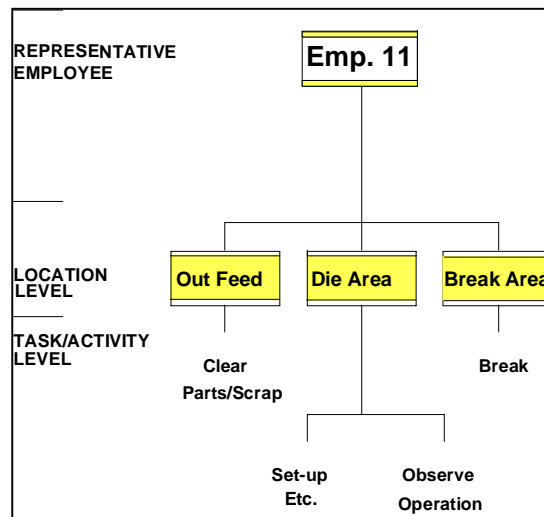 REPRESENTATIVE
EMPLOYEE
Emp. 11
LOCATION
LEVEL
Out Feed
Die Area
Break Area
TASK/ACTIVITY
LEVEL
Clear
Parts/Scrap
Break
Set-up
Etc.
Observe
Operation